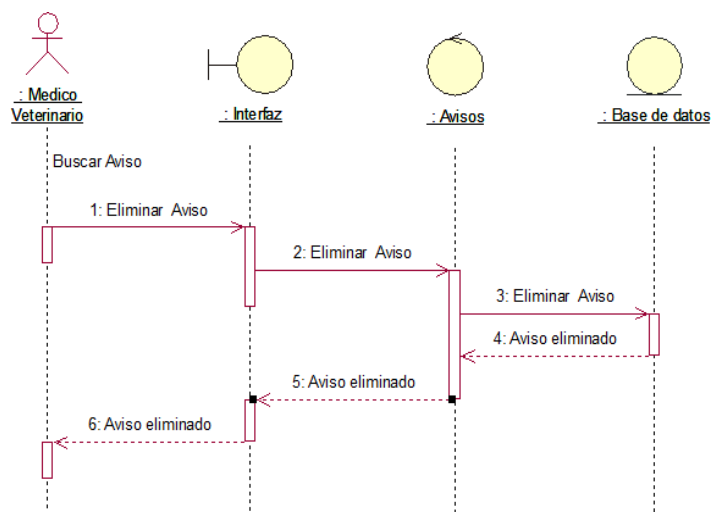 : Medico
Veterinario
: Interfaz
: Avisos
: Base de datos
Buscar Aviso
1: Eliminar Aviso
2: Eliminar Aviso
3: Eliminar Aviso
4: Aviso eliminado
5: Aviso eliminado
6: Aviso eliminado